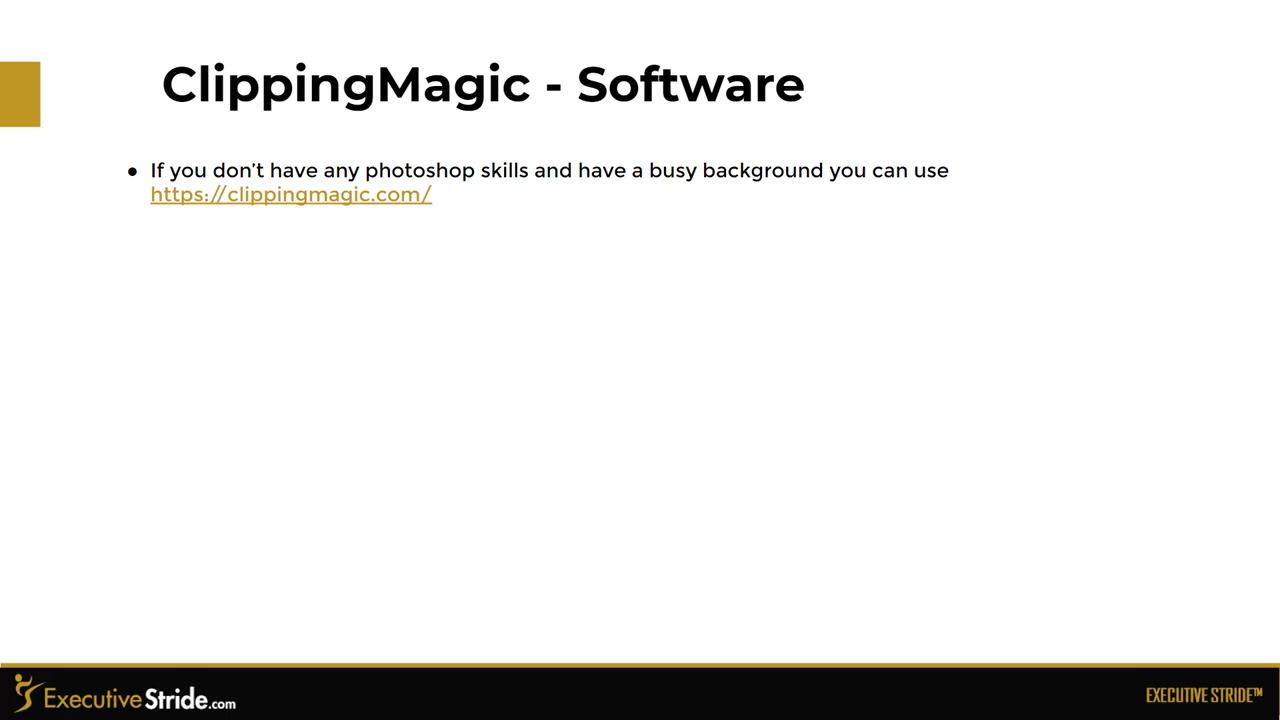 ClippingMagic - Software
● If you don’t have any photoshop skills and have a busy background you can use
https://clippingmagic.com/
ExecutiveStride.com
EXECUTIVE STRIDE™